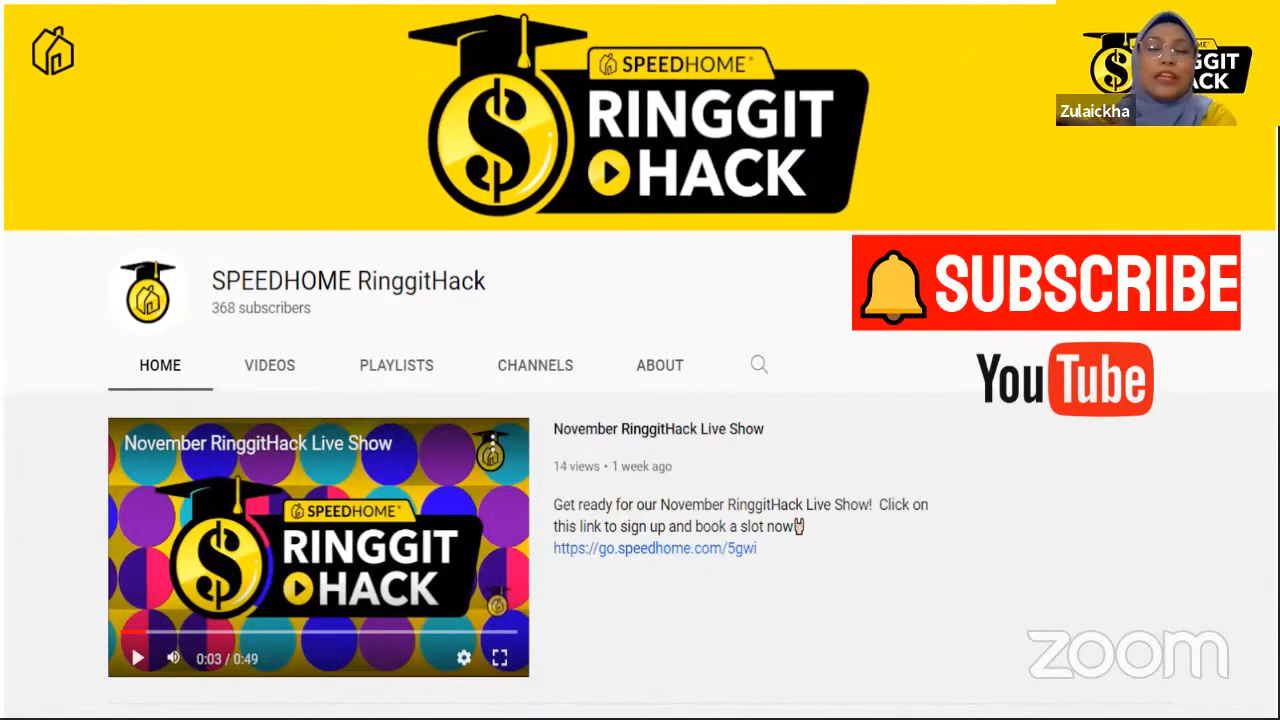 SPEEDHOME
RINGGIT
HACK
GIT
ACK
Zulaickha
SPEEDHOME RinggitHack
368 subscribers
SUBSCRIBE
HOME VIDEOS PLAYLISTS CHANNELS ABOUT
YouTube
November RinggitHack Live Show
SPEEDHOME
RINGGIT
HACK
0:03 / 0:49
November RinggitHack Live Show
14 views • 1 week ago
Get ready for our November RinggitHack Live Show! Click on
this link to sign up and book a slot now
https://go.speedhome.com/5gwi
zoom